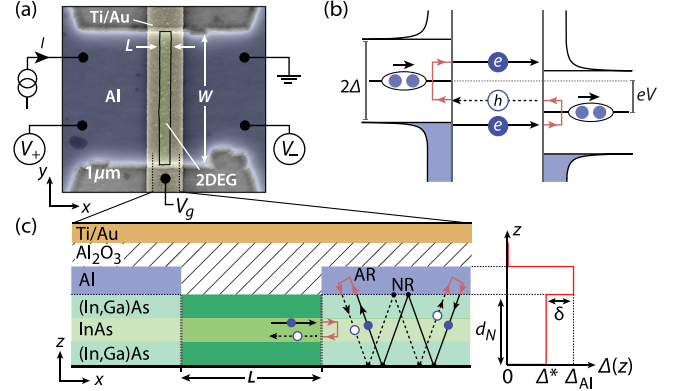 (a)
Ti/Au
I
L
W
Al
V+
V−
1μm
2DEG
y
x
Vg
(b)
e
2Δ
h
eV
e
(c)
Ti/Au
Al2O3
Al
AR
NR
(In,Ga)As
InAs
(In,Ga)As
z
x
L
z
δ
dN
0
Δ*
ΔAl
Δ(z)